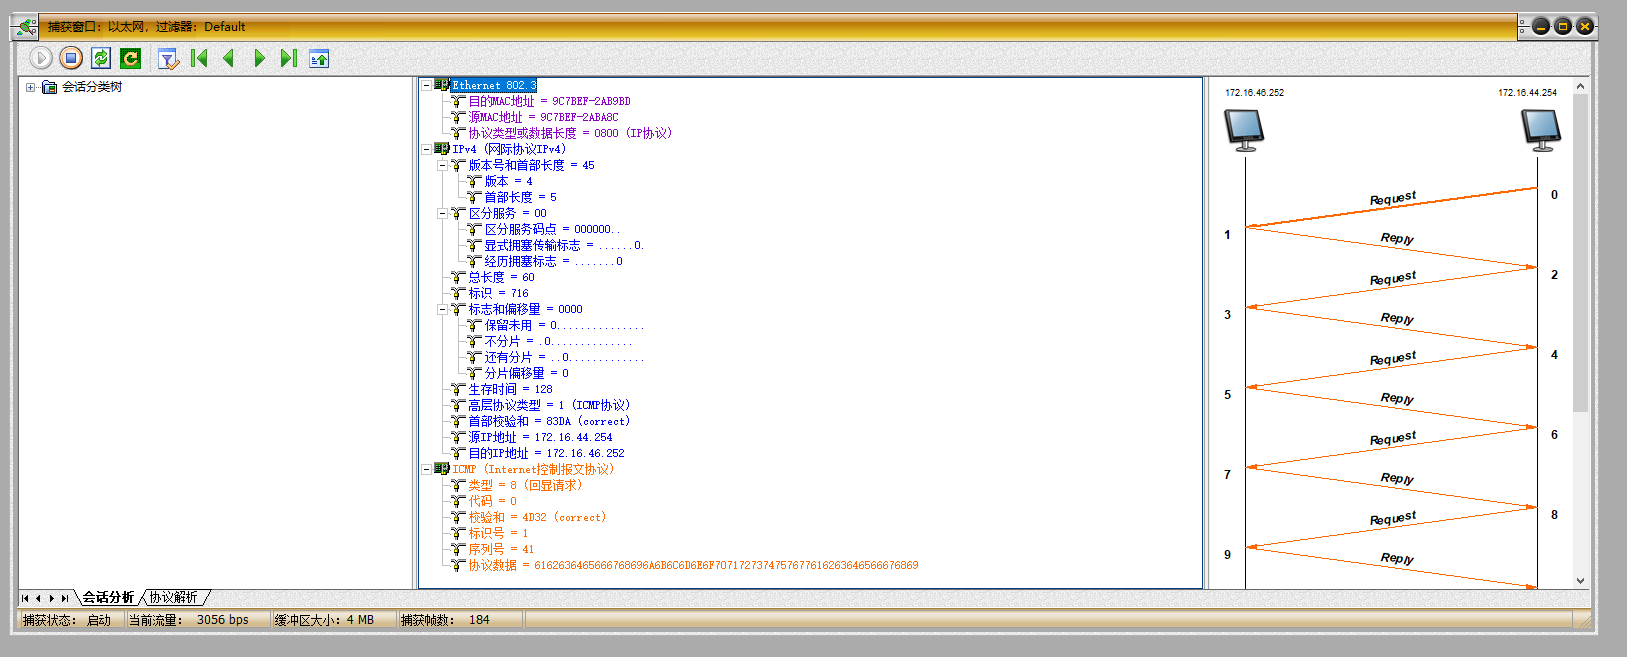 捕获窗口: 以太网, 过滤器: Default
会话分类树
Ethernet 802.3
目的MAC地址 = 9C7BEF-2AB9BD
源MAC地址 = 9C7BEF-2ABA8C
协议类型或数据长度 = 0800 (IP协议)
IPv4 (网际协议IPv4)
版本号和首部长度 = 45
版本 = 4
首部长度 = 5
区分服务 = 00
区分服务码点 = 000000..
显式拥塞传输标志 = ......0.
经历拥塞标志 = .......0
总长度 = 60
标识 = 716
标志和偏移量 = 0000
保留未用 = 0...............
不分片 = .0..............
还有分片 = ..0.............
分片偏移量 = 0
生存时间 = 128
高层协议类型 = 1 (ICMP协议)
首部校验和 = 83DA (correct)
源IP地址 = 172.16.44.254
目的IP地址 = 172.16.46.252
ICMP (Internet控制报文协议)
类型 = 8 (回显请求)
代码 = 0
校验和 = 4D32 (correct)
标识号 = 1
序列号 = 41
协议数据 = 6162636465666768696A6B6C6D6E6F7071727374757677616263646566676869
172.16.46.252 172.16.44.254
Request 0
1 Reply
Request 2
3 Reply
Request 4
5 Reply
Request 6
7 Reply
Request 8
9 Reply
会话分析 协议解析
捕获状态: 启动 当前流量: 3056 bps 缓冲区大小: 4 MB 捕获帧数: 184